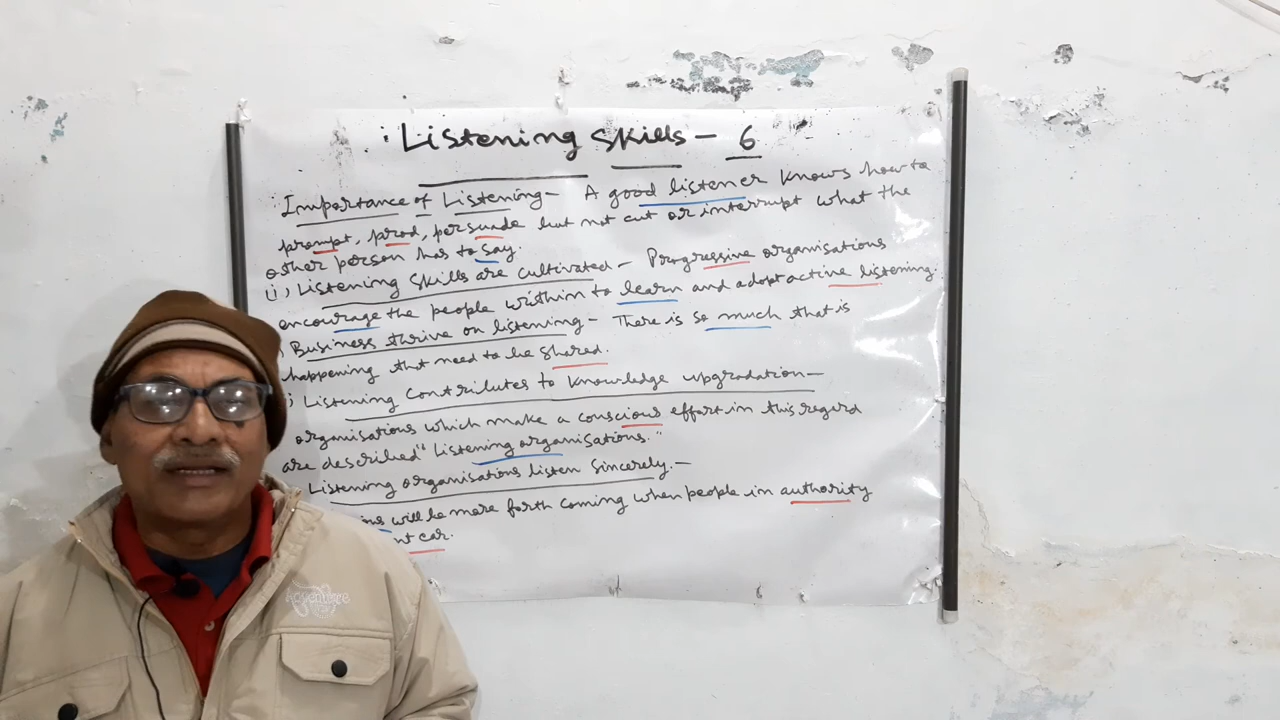 : Listening Skills - 6
Importance of Listening - A good listener knows how to
prompt, prod, persuade but not cut or interrupt what the
other person has to say.
(i) Listening skills are cultivated - Progressive organisations
encourage the people within to learn and adopt active listening.
) Business thrive on listening - There is so much that is
happening that need to be shared.
) Listening contributes to knowledge upgradation -
organisations which make a conscious effort in this regard
are described "Listening organisations."
Listening organisations listen sincerely. -
will be more forth coming when people in authority
ear.